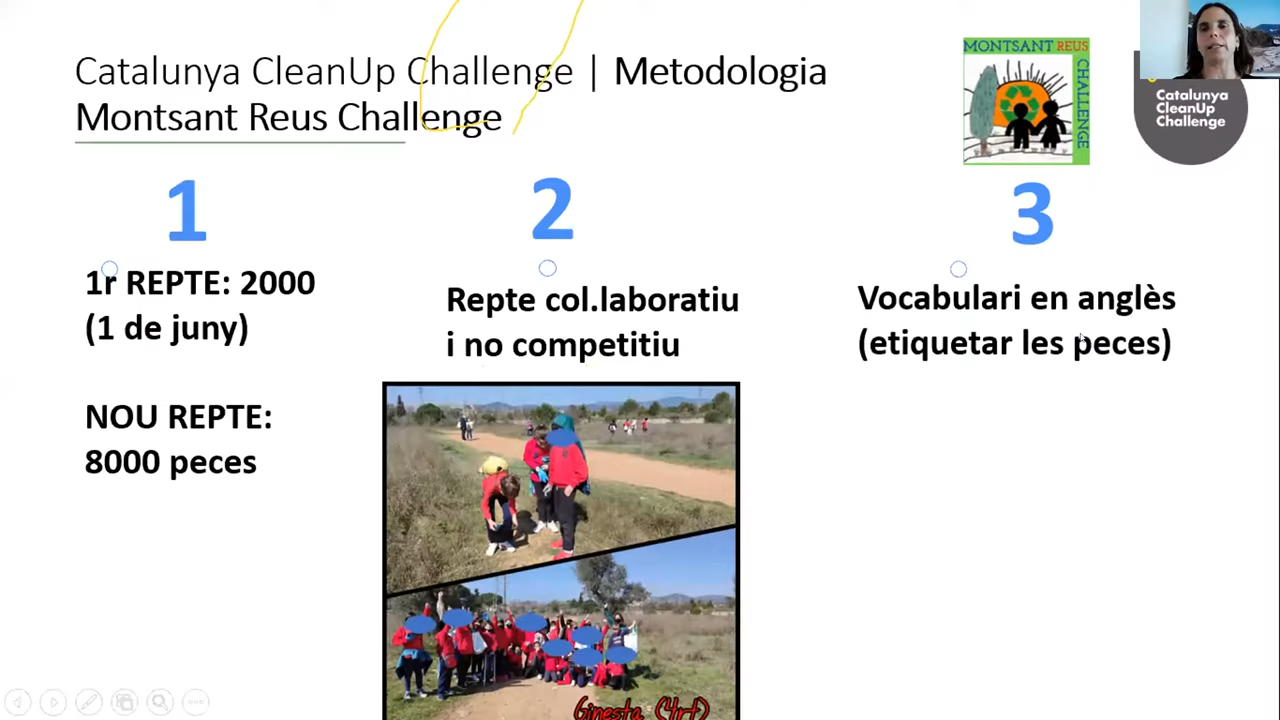 Catalunya CleanUp Challenge | Metodologia
Montsant Reus Challenge
MONTSANT REUS
CHALLENGE
Catalunya
CleanUp
Challenge
1
1r REPTE: 2000
(1 de juny)
NOU REPTE:
8000 peces
2
Repte col.laboratiu
i no competitiu
Ginesta (4rt)
3
Vocabulari en anglès
(etiquetar les peces)